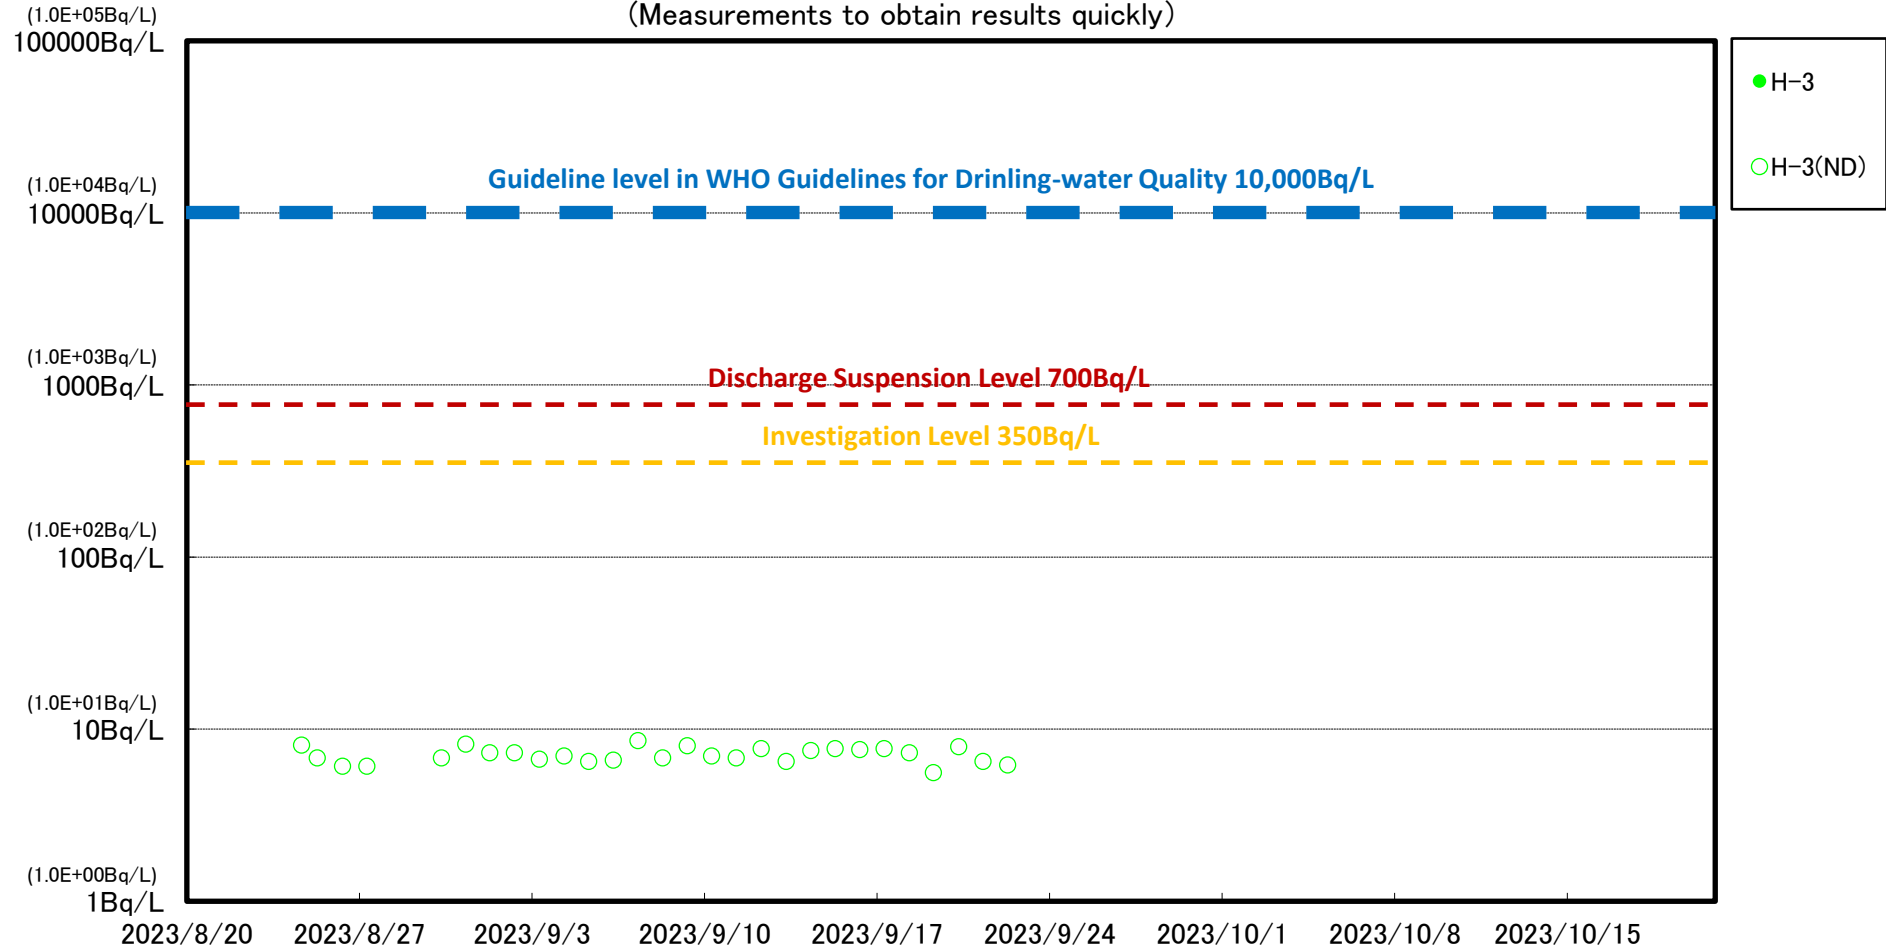 (Measurements to obtain results quickly)
(1.0E+05Bq/L)
100000Bq/L
H-3
H-3(ND)
Guideline level in WHO Guidelines for Drinling-water Quality 10,000Bq/L
(1.0E+04Bq/L)
10000Bq/L
(1.0E+03Bq/L)
1000Bq/L
Discharge Suspension Level 700Bq/L
Investigation Level 350Bq/L
(1.0E+02Bq/L)
100Bq/L
(1.0E+01Bq/L)
10Bq/L
(1.0E+00Bq/L)
1Bq/L
2023/8/20 2023/8/27 2023/9/3 2023/9/10 2023/9/17 2023/9/24 2023/10/1 2023/10/8 2023/10/15